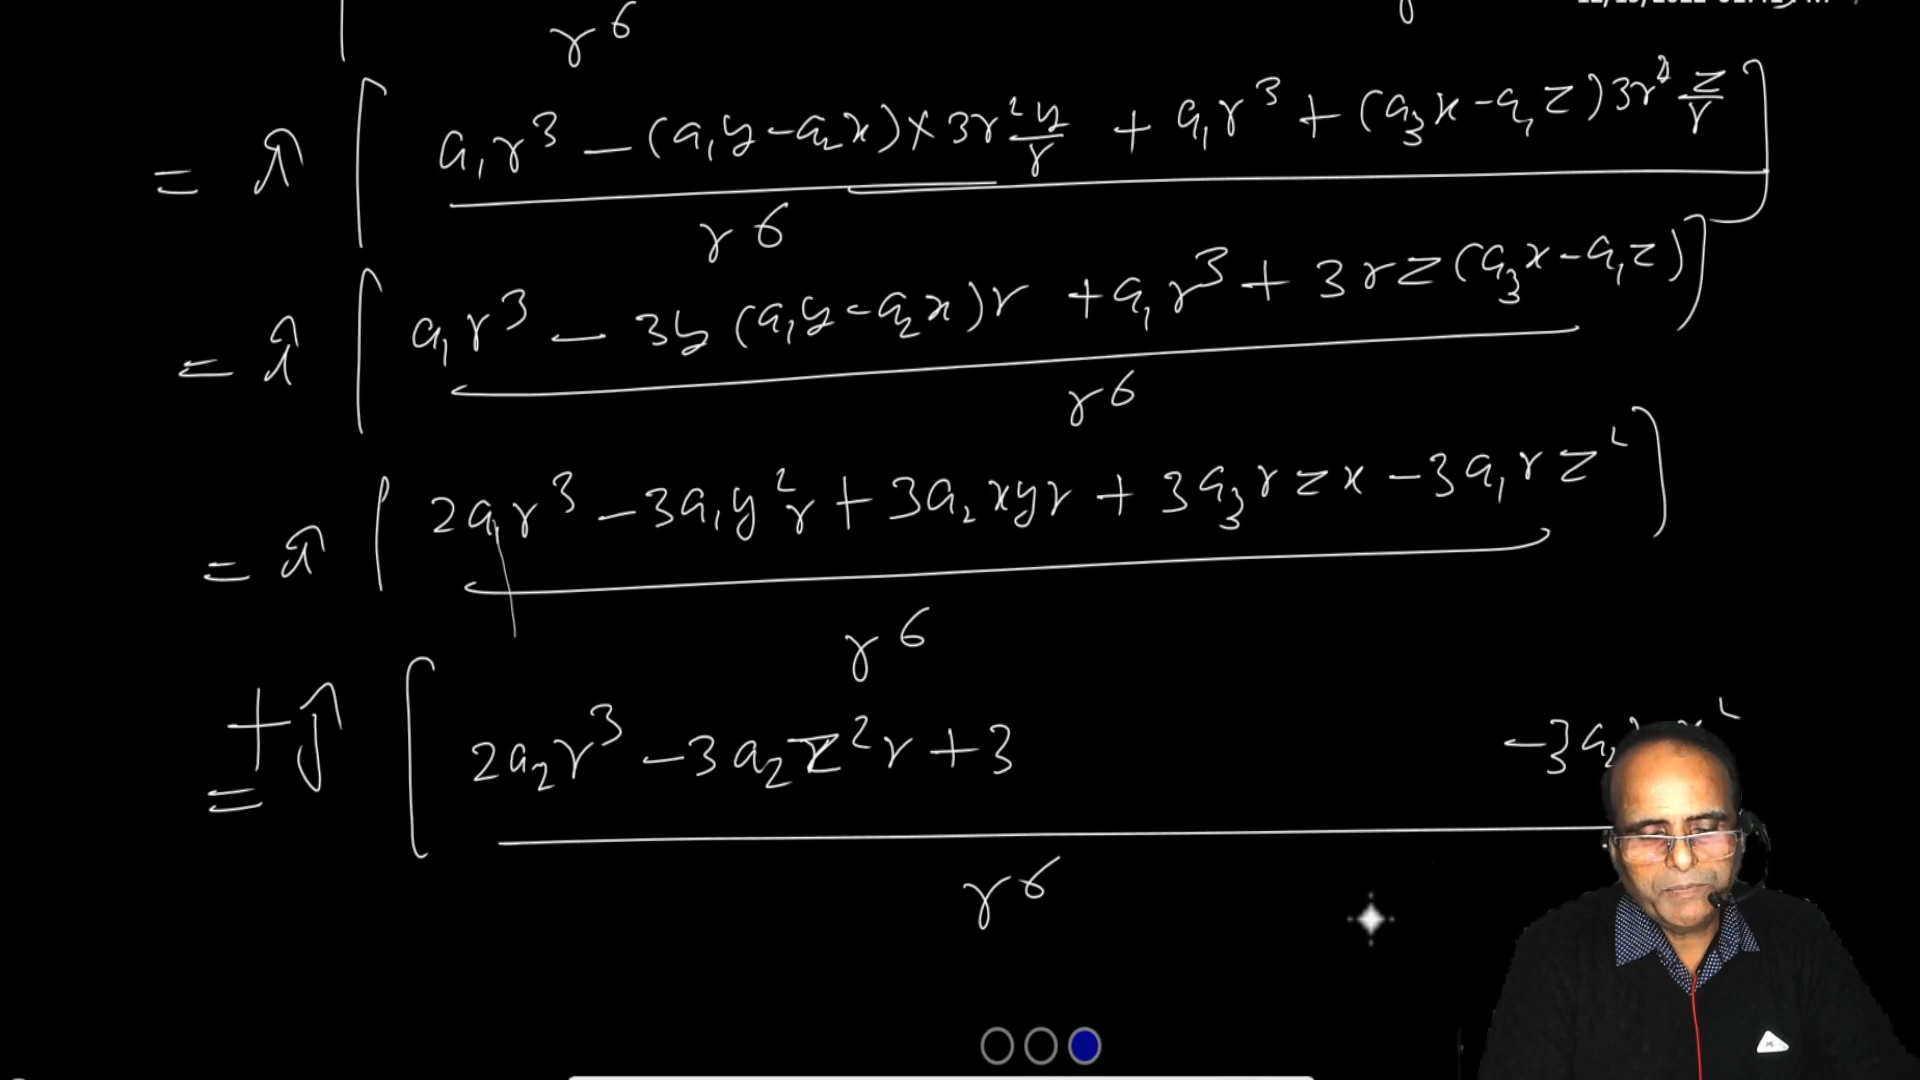 r⁶
= î [ a₁r³ – (a₁y – a₂x) × 3r² y/r + a₁r³ + (a₃x – a₁z) 3r² z/r ]
r⁶
= î [ a₁r³ – 3y (a₁y – a₂x) r + a₁r³ + 3rz (a₃x – a₁z) ]
r⁶
= î [ 2a₁r³ – 3a₁y²r + 3a₂xyr + 3a₃rzx – 3a₁rz² ]
r⁶
+ ĵ [ 2a₂r³ – 3a₂z²r + 3 – 3a₂
=
r⁶